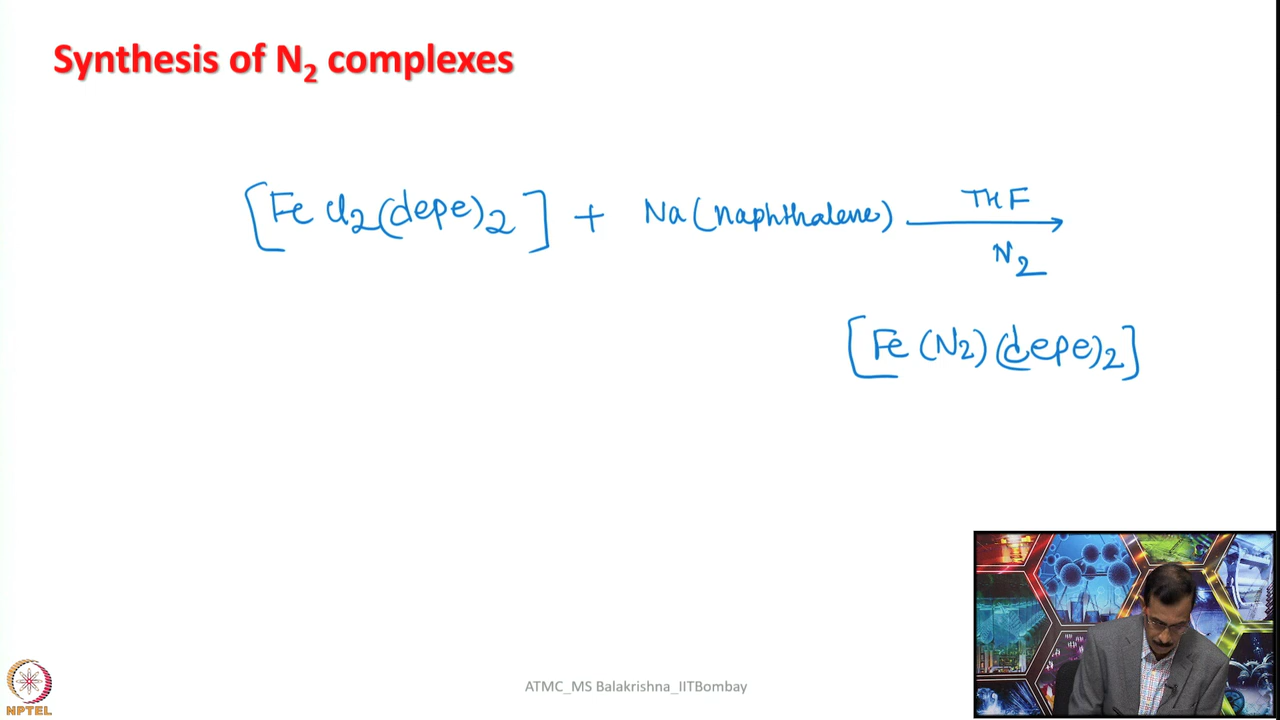 Synthesis of N₂ complexes
[Fe Cl₂(depe)₂] + Na(naphthalene) THF
N₂
[Fe(N₂)(depe)₂]
NPTEL
ATMC_MS Balakrishna_IITBombay